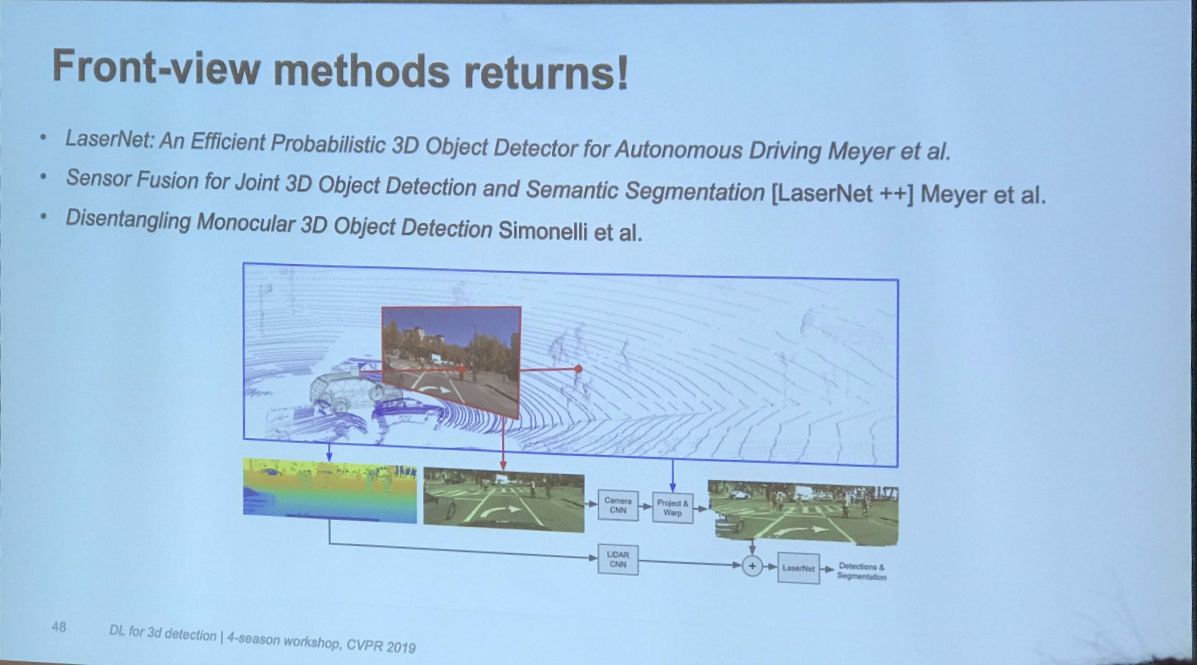 Front-view methods returns!
• LaserNet: An Efficient Probabilistic 3D Object Detector for Autonomous Driving Meyer et al.
• Sensor Fusion for Joint 3D Object Detection and Semantic Segmentation [LaserNet ++] Meyer et al.
• Disentangling Monocular 3D Object Detection Simonelli et al.
Camera
CNN
Project &
Warp
LiDAR
CNN
+
LaserNet
Detections &
Segmentation
48
DL for 3d detection | 4-season workshop, CVPR 2019